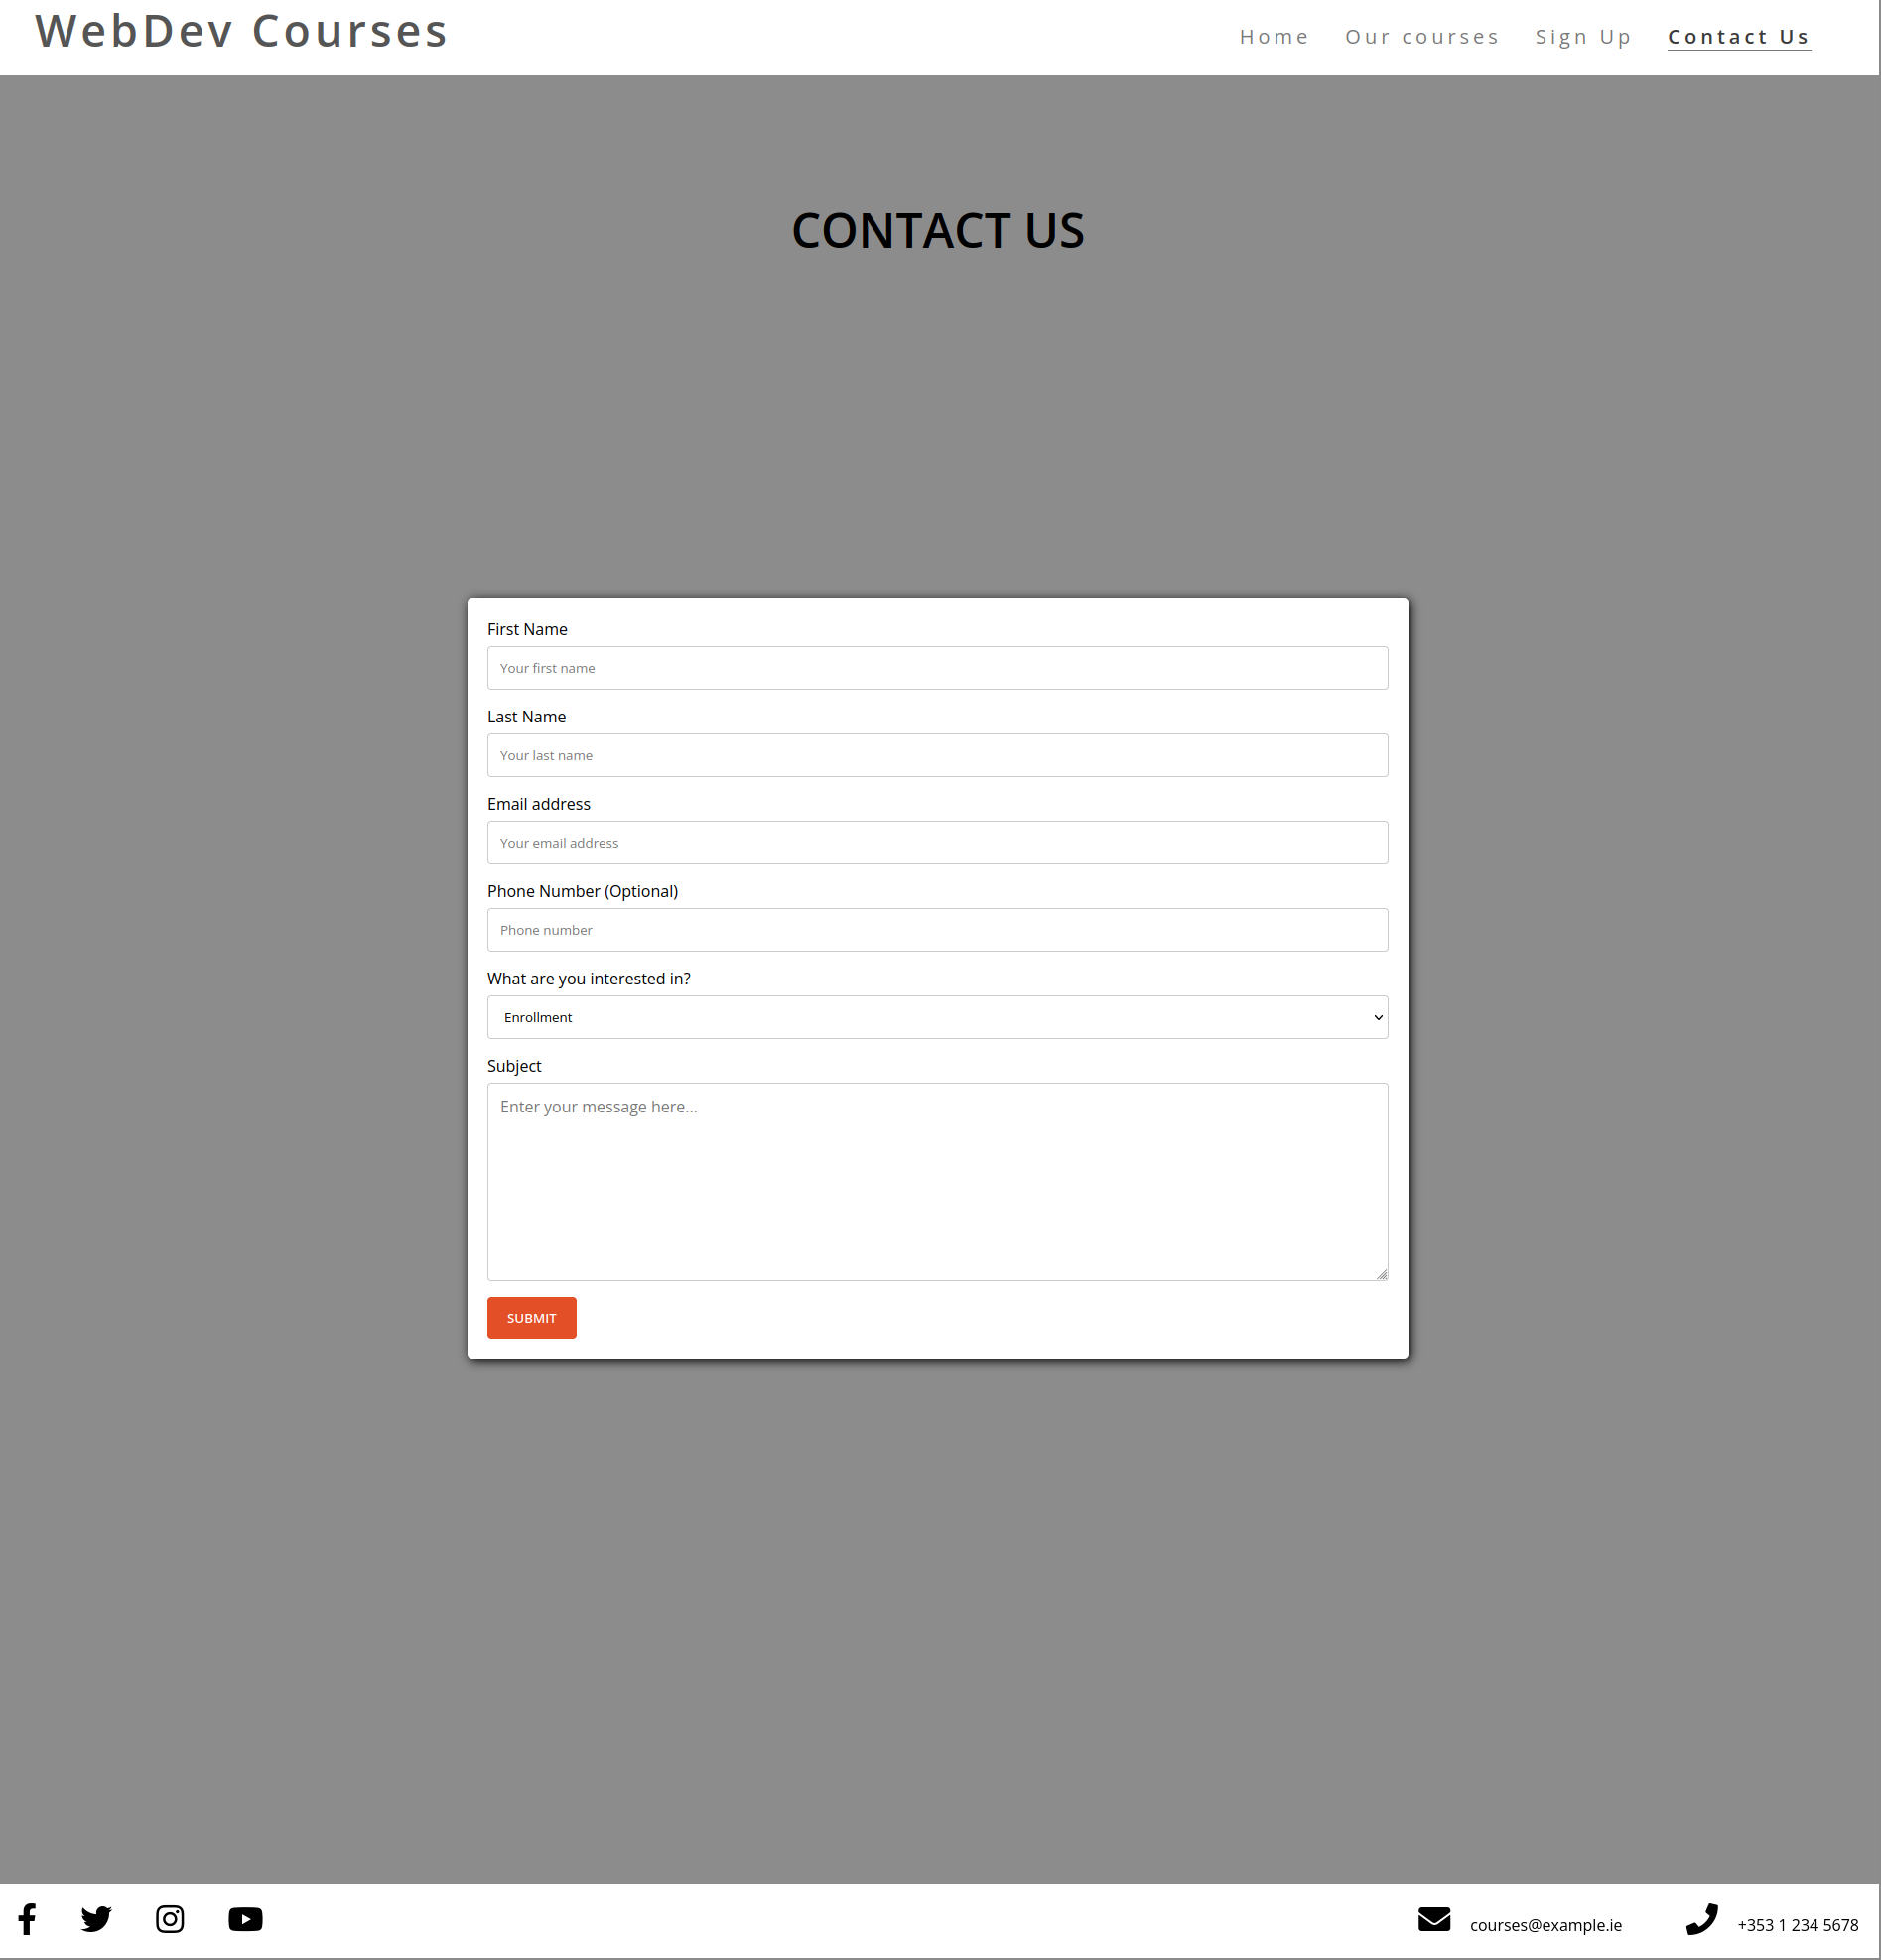 WebDev Courses
Home Our courses Sign Up Contact Us
CONTACT US
First Name
Your first name
Last Name
Your last name
Email address
Your email address
Phone Number (Optional)
Phone number
What are you interested in?
Enrollment
Subject
Enter your message here...
SUBMIT
courses@example.ie +353 1 234 5678